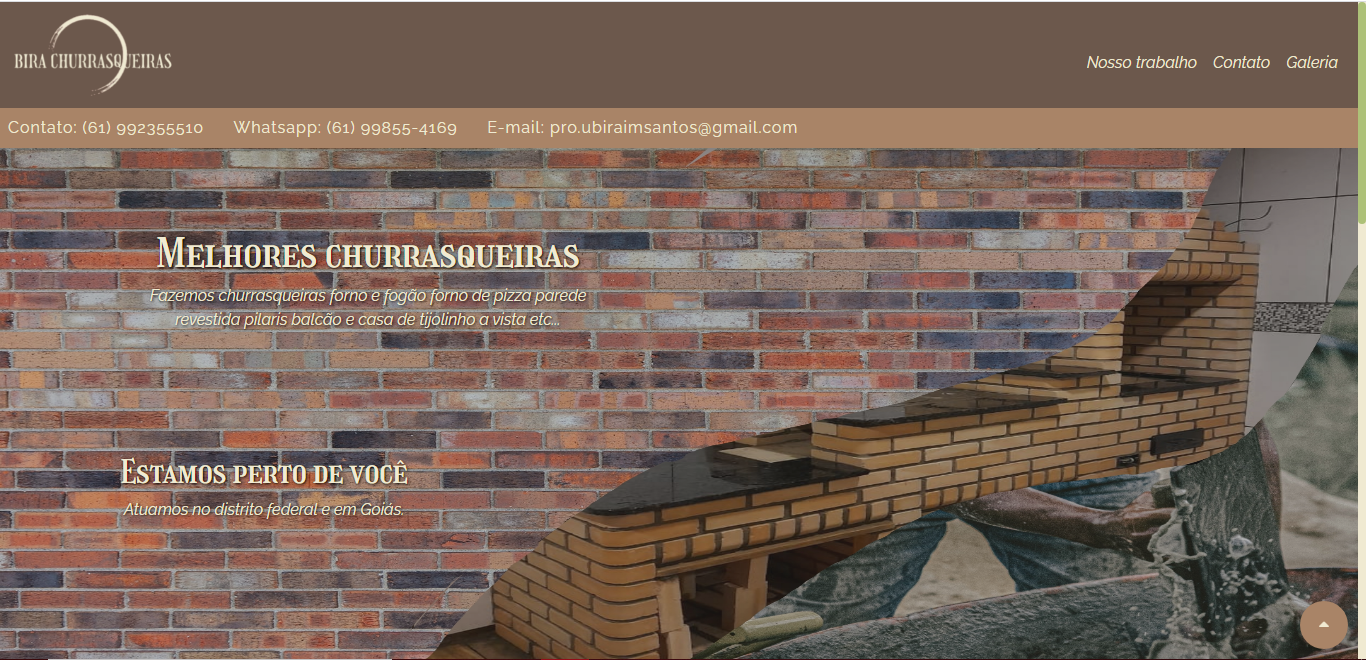 BIRA CHURRASQUEIRAS
Nosso trabalho Contato Galeria
Contato: (61) 992355510 Whatsapp: (61) 99855-4169 E-mail: pro.ubiraimsantos@gmail.com
Melhores churrasqueiras
Fazemos churrasqueiras forno e fogão forno de pizza parede
revestida pilaris balcão e casa de tijolinho a vista etc...
Estamos perto de você
Atuamos no distrito federal e em Goiás.